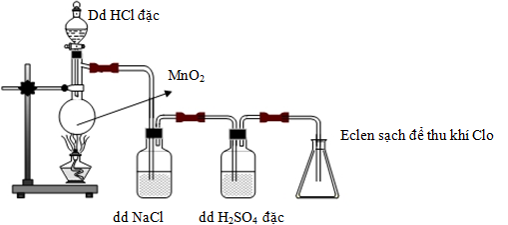 Dd HCl đặc
MnO₂
Eclen sạch để thu khí Clo
dd NaCl
dd H₂SO₄ đặc